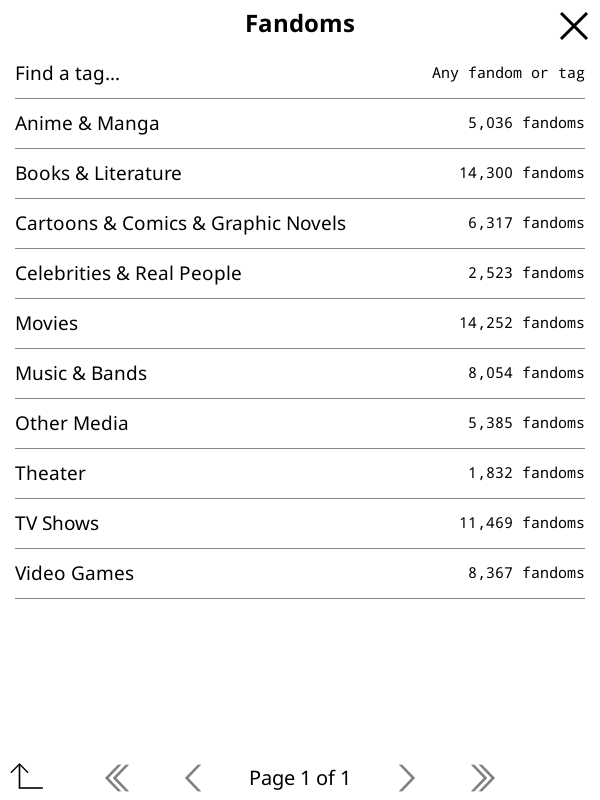 Fandoms
Find a tag... Any fandom or tag
Anime & Manga 5,036 fandoms
Books & Literature 14,300 fandoms
Cartoons & Comics & Graphic Novels 6,317 fandoms
Celebrities & Real People 2,523 fandoms
Movies 14,252 fandoms
Music & Bands 8,054 fandoms
Other Media 5,385 fandoms
Theater 1,832 fandoms
TV Shows 11,469 fandoms
Video Games 8,367 fandoms
Page 1 of 1